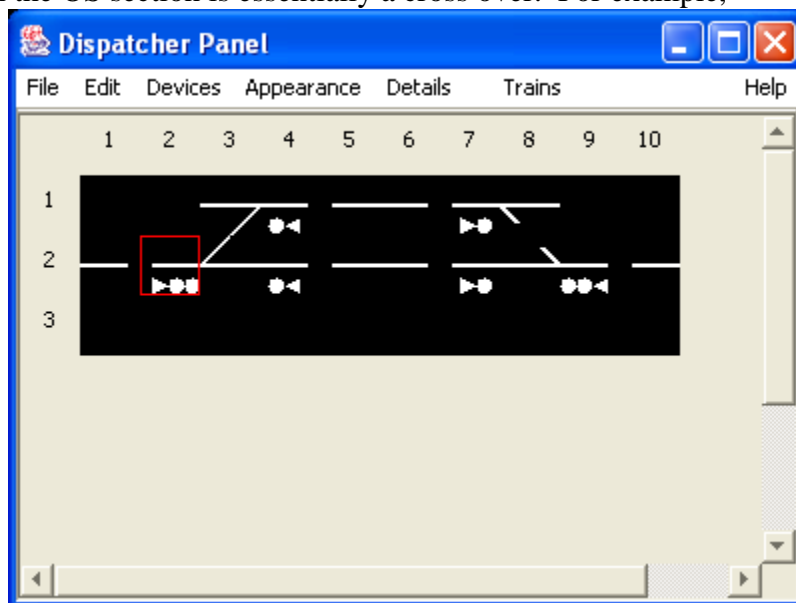 the OS section is essentially a cross-over. For example,
Dispatcher Panel
File Edit Devices Appearance Details Trains Help
1 2 3 4 5 6 7 8 9 10
1
2
3